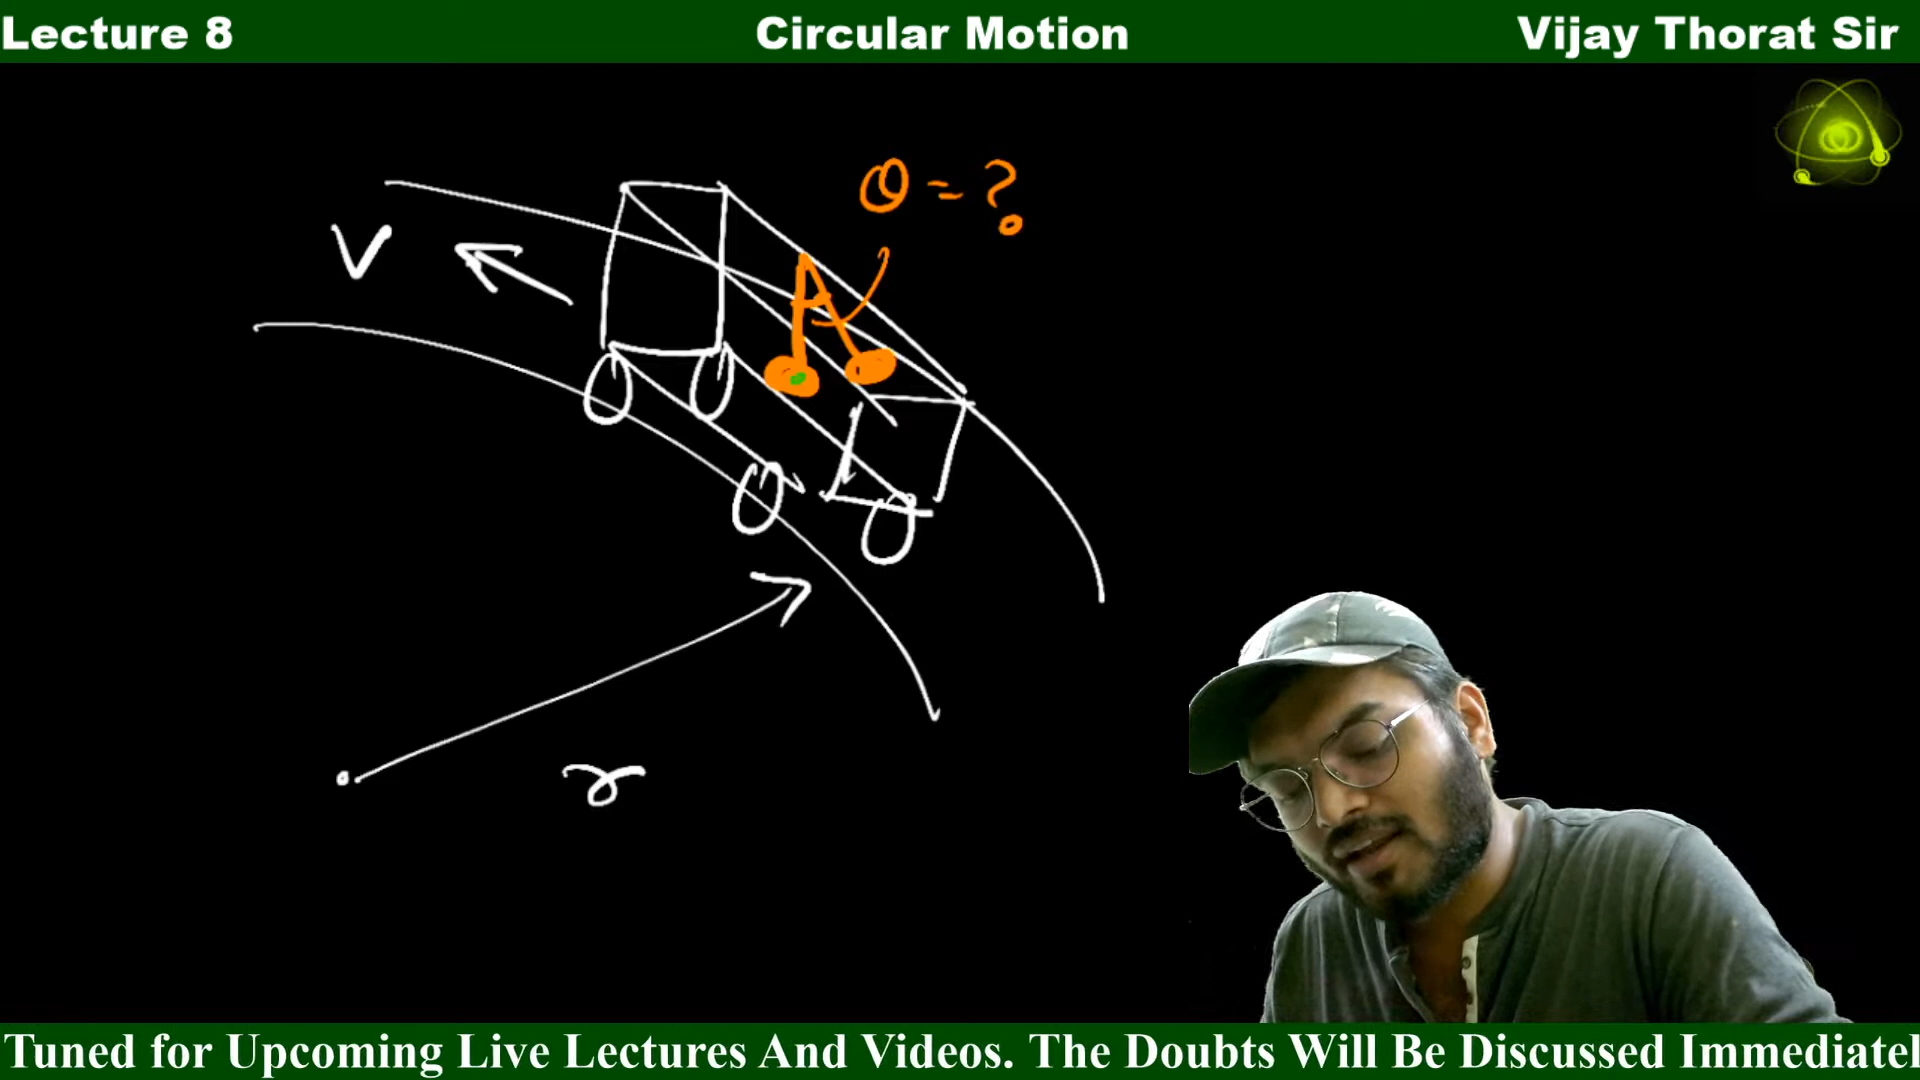 Lecture 8 Circular Motion Vijay Thorat Sir
θ = ?
V
r
Tuned for Upcoming Live Lectures And Videos. The Doubts Will Be Discussed Immediatel